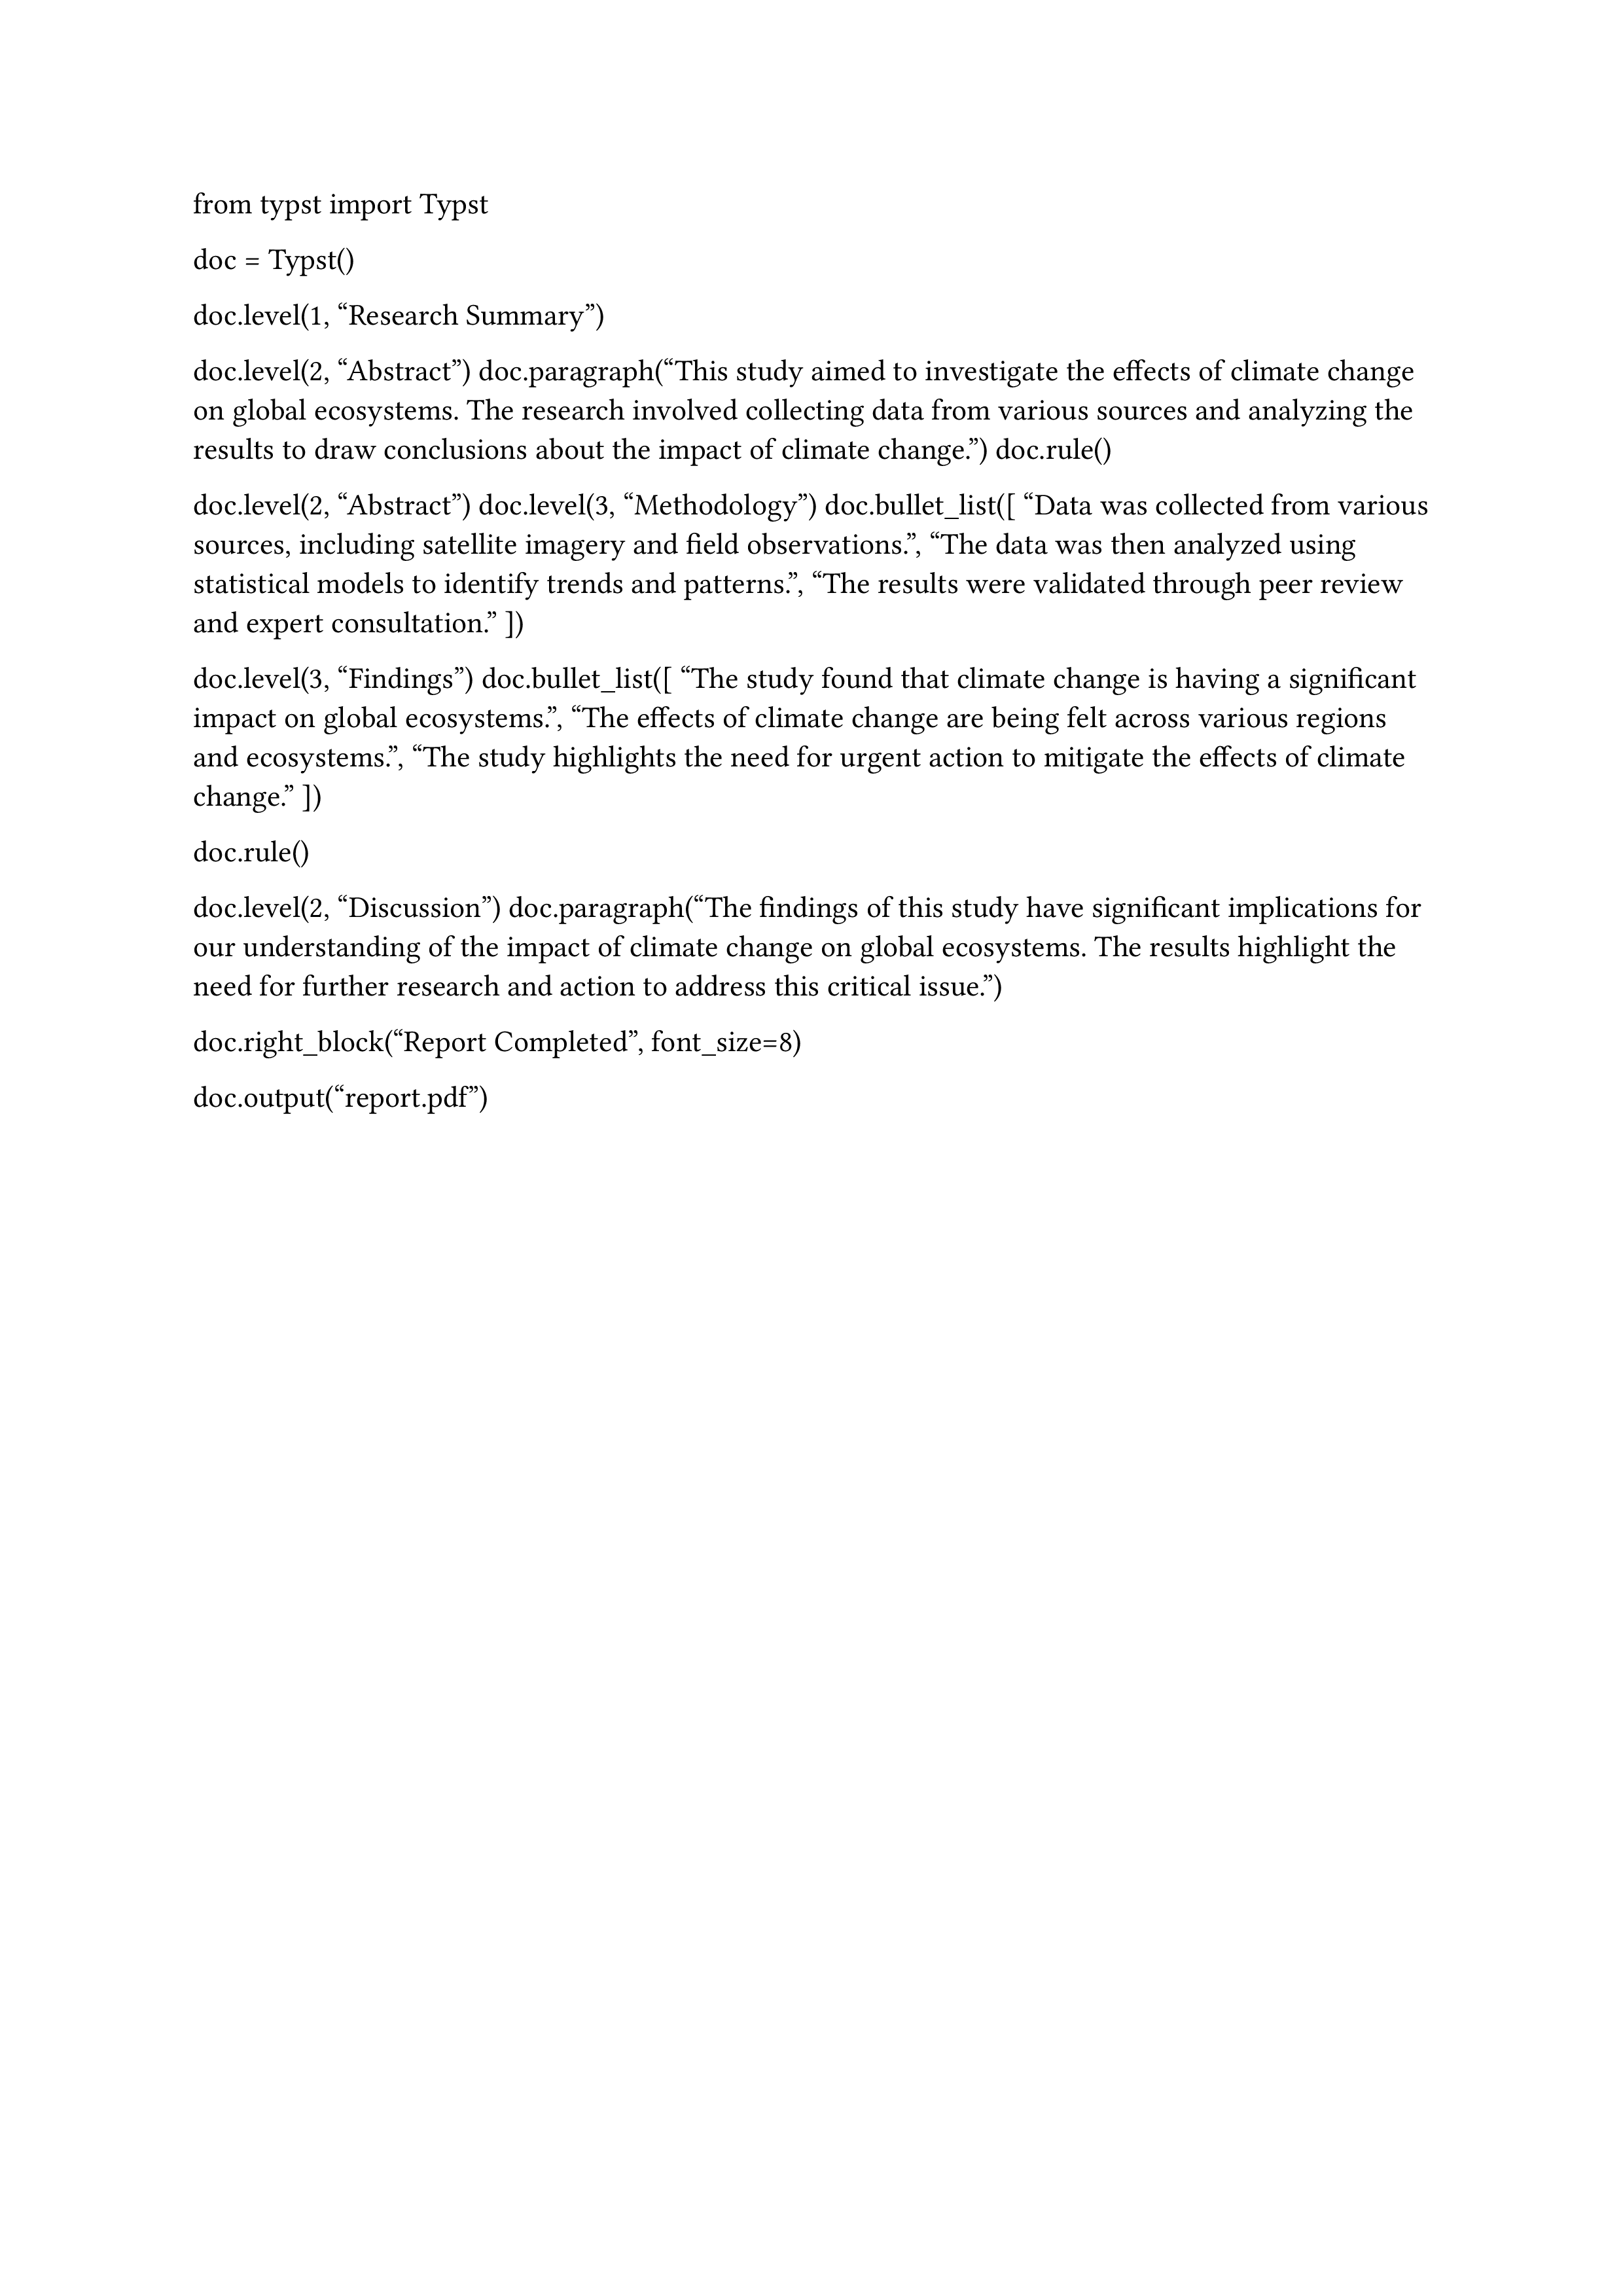 from typst import Typst
doc = Typst()
doc.level(1, “Research Summary”)
doc.level(2, “Abstract”) doc.paragraph(“This study aimed to investigate the effects of climate change
on global ecosystems. The research involved collecting data from various sources and analyzing the
results to draw conclusions about the impact of climate change.”) doc.rule()
doc.level(2, “Abstract”) doc.level(3, “Methodology”) doc.bullet_list([ “Data was collected from various
sources, including satellite imagery and field observations.”, “The data was then analyzed using
statistical models to identify trends and patterns.”, “The results were validated through peer review
and expert consultation.” ])
doc.level(3, “Findings”) doc.bullet_list([ “The study found that climate change is having a significant
impact on global ecosystems.”, “The effects of climate change are being felt across various regions
and ecosystems.”, “The study highlights the need for urgent action to mitigate the effects of climate
change.” ])
doc.rule()
doc.level(2, “Discussion”) doc.paragraph(“The findings of this study have significant implications for
our understanding of the impact of climate change on global ecosystems. The results highlight the
need for further research and action to address this critical issue.”)
doc.right_block(“Report Completed”, font_size=8)
doc.output(“report.pdf”)